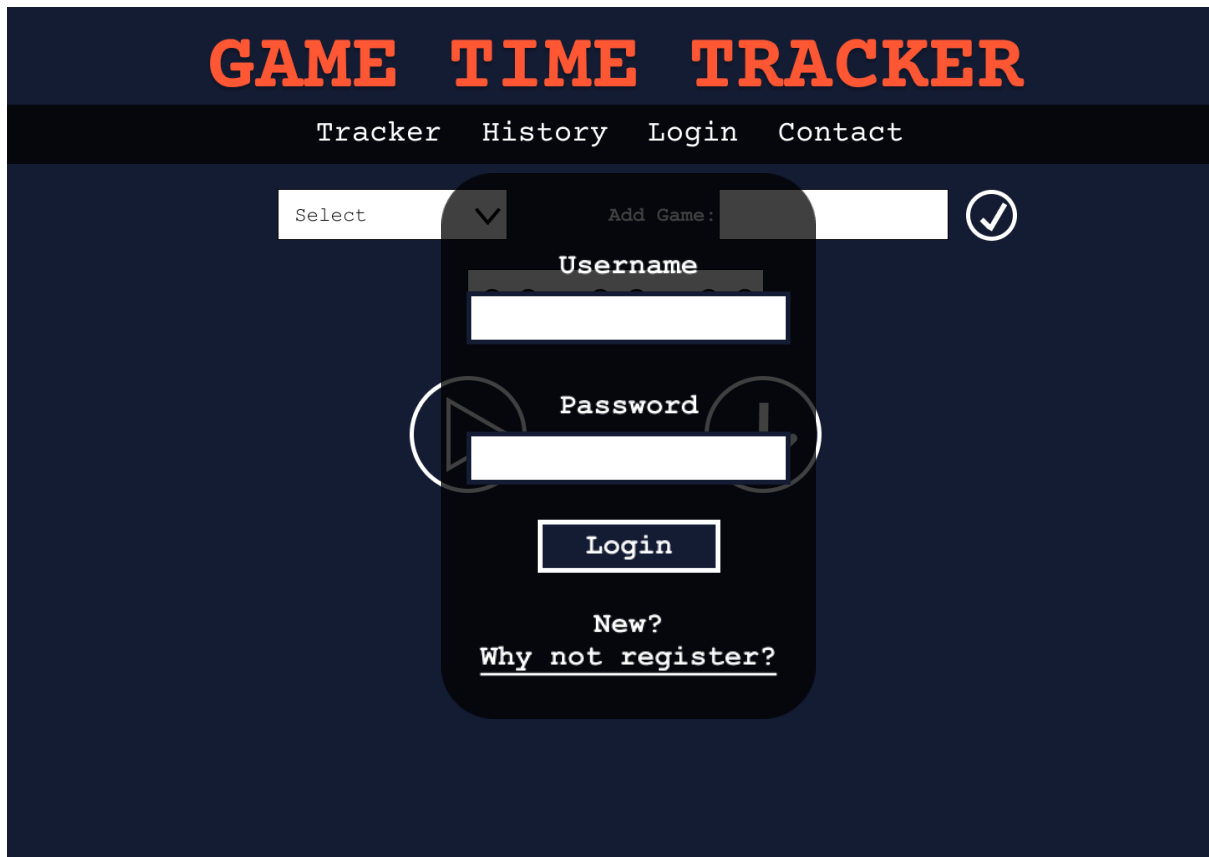 GAME TIME TRACKER
Tracker History Login Contact
Select Add Game:
Username
Password
Login
New?
Why not register?